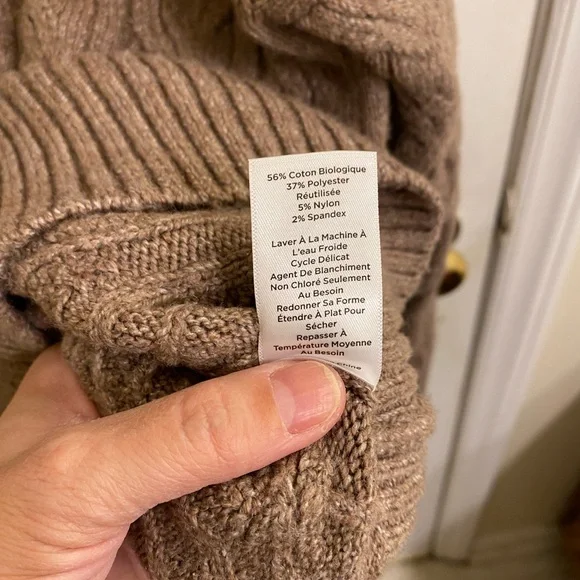 56% Coton Biologique
37% Polyester
Réutilisée
5% Nylon
2% Spandex
Laver À La Machine À
L'eau Froide
Cycle Délicat
Agent De Blanchiment
Non Chloré Seulement
Au Besoin
Redonner Sa Forme
Étendre À Plat Pour
Sécher
Repasser À
Température Moyenne
Au Besoin